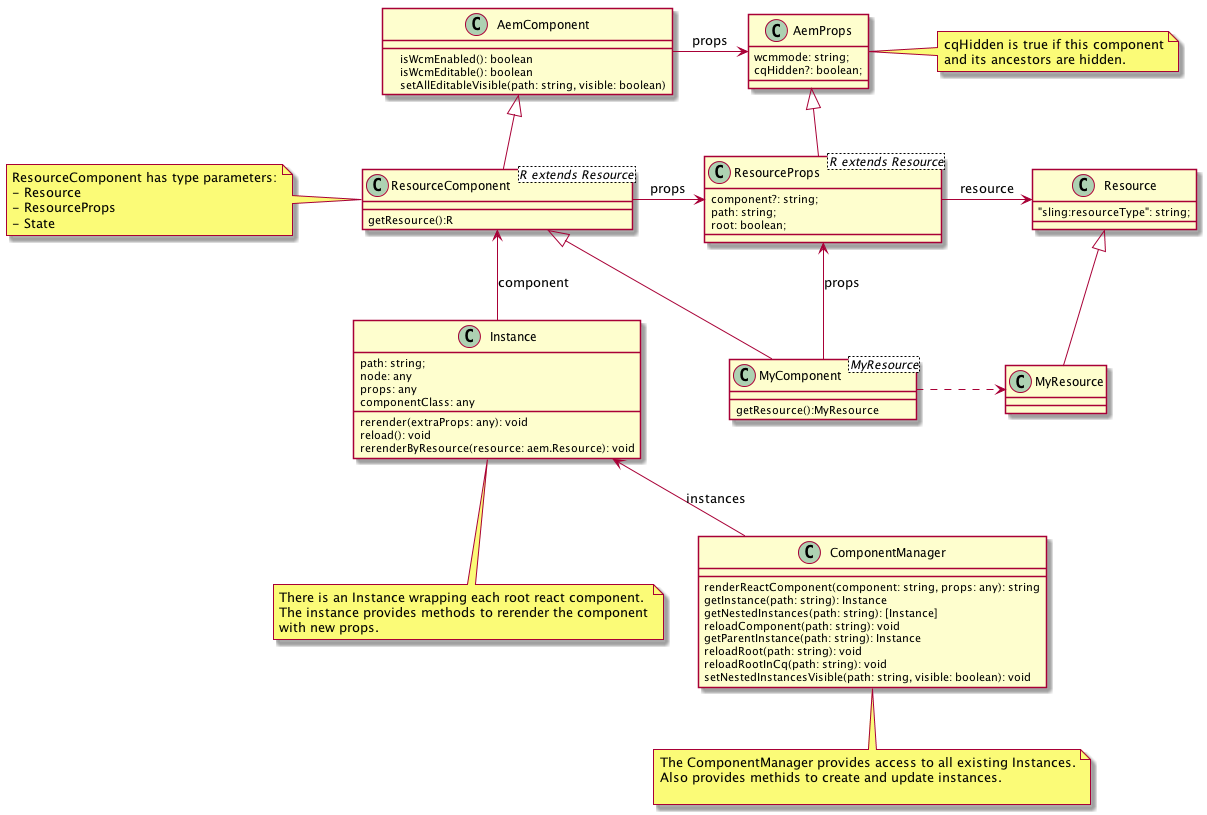 C AemComponent
isWcmEnabled(): boolean
isWcmEditable(): boolean
setAllEditableVisible(path: string, visible: boolean)
props
C AemProps
wcmmode: string;
cqHidden?: boolean;
cqHidden is true if this component
and its ancestors are hidden.
ResourceComponent has type parameters:
- Resource
- ResourceProps
- State
C ResourceComponent
R extends Resource
getResource():R
props
C ResourceProps
R extends Resource
component?: string;
path: string;
root: boolean;
resource
C Resource
"sling:resourceType": string;
component
props
C Instance
path: string;
node: any
props: any
componentClass: any
rerender(extraProps: any): void
reload(): void
rerenderByResource(resource: aem.Resource): void
C MyComponent
MyResource
getResource():MyResource
C MyResource
instances
There is an Instance wrapping each root react component.
The instance provides methods to rerender the component
with new props.
C ComponentManager
renderReactComponent(component: string, props: any): string
getInstance(path: string): Instance
getNestedInstances(path: string): [Instance]
reloadComponent(path: string): void
getParentInstance(path: string): Instance
reloadRoot(path: string): void
reloadRootInCq(path: string): void
setNestedInstancesVisible(path: string, visible: boolean): void
The ComponentManager provides access to all existing Instances.
Also provides methids to create and update instances.